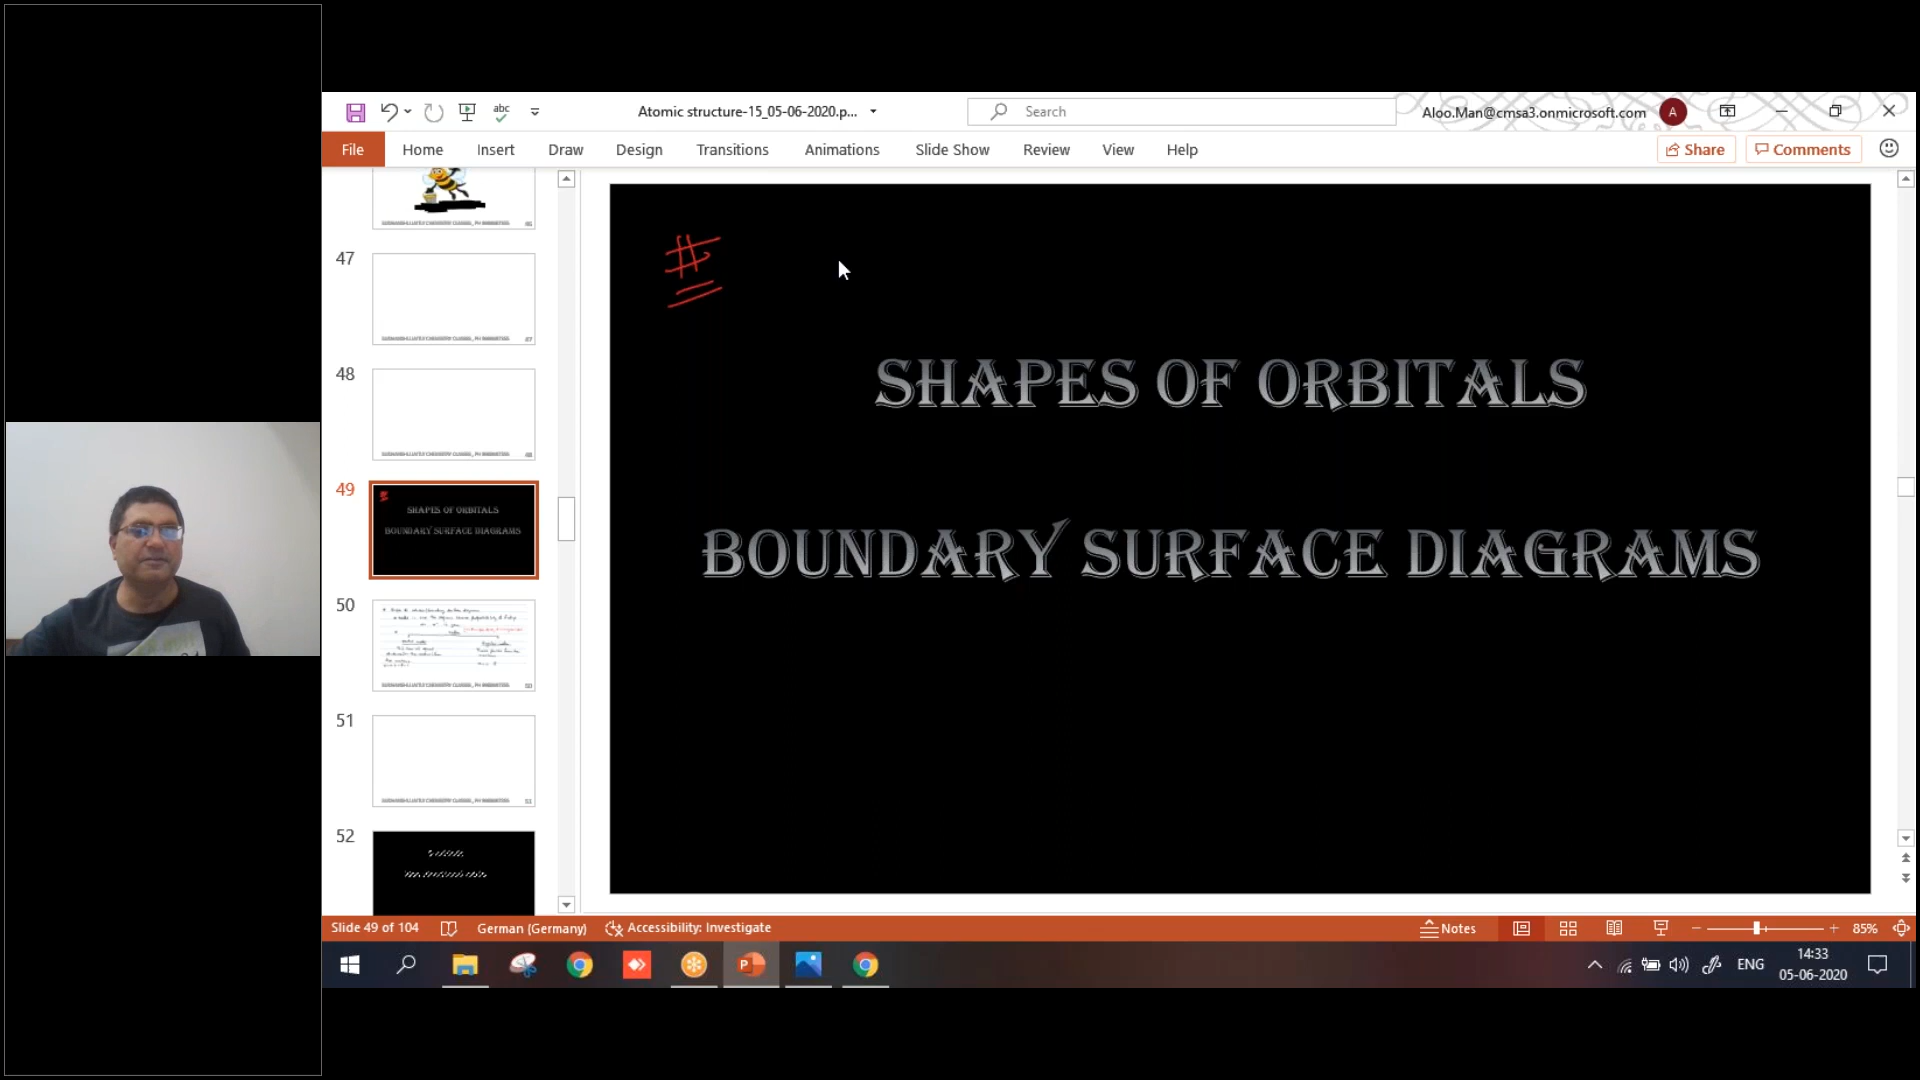 abc
Atomic structure-15_05-06-2020.p...
Search
Aloo.Man@cmsa3.onmicrosoft.com
A
File
Home
Insert
Draw
Design
Transitions
Animations
Slide Show
Review
View
Help
Share
Comments
47
48
49
SHAPES OF ORBITALS
BOUNDARY SURFACE DIAGRAMS
50
51
52
#
SHAPES OF ORBITALS
BOUNDARY SURFACE DIAGRAMS
Slide 49 of 104
German (Germany)
Accessibility: Investigate
Notes
85%
ENG
14:33
05-06-2020